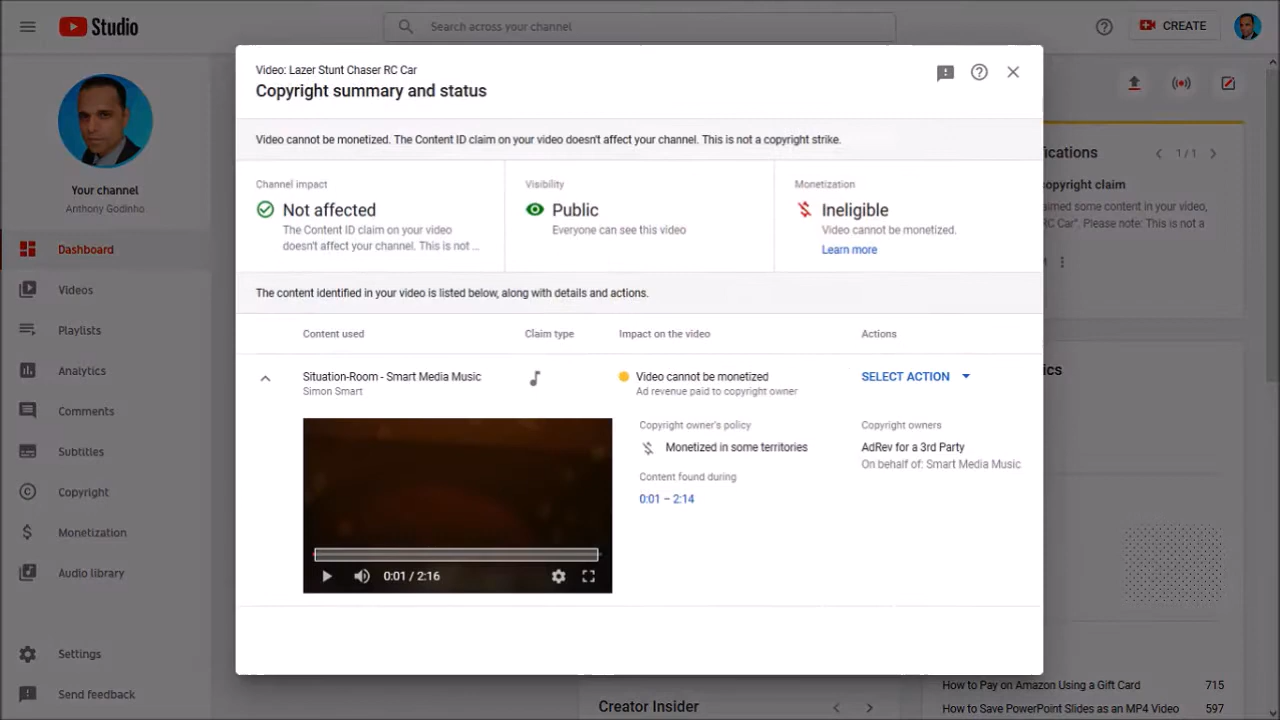 Studio
Search across your channel
CREATE
Your channel
Anthony Godinho
Dashboard
Videos
Playlists
Analytics
Comments
Subtitles
Copyright
Monetization
Audio library
Settings
Send feedback
Video: Lazer Stunt Chaser RC Car
Copyright summary and status
Video cannot be monetized. The Content ID claim on your video doesn't affect your channel. This is not a copyright strike.
Channel impact
Not affected
The Content ID claim on your video
doesn't affect your channel. This is not ...
Visibility
Public
Everyone can see this video
Monetization
Ineligible
Video cannot be monetized.
Learn more
The content identified in your video is listed below, along with details and actions.
Content used Claim type Impact on the video Actions
Situation-Room - Smart Media Music
Simon Smart
Video cannot be monetized
Ad revenue paid to copyright owner
SELECT ACTION
Copyright owner's policy
Monetized in some territories
Content found during
0:01 – 2:14
Copyright owners
AdRev for a 3rd Party
On behalf of: Smart Media Music
0:01 / 2:16
ifications
1 / 1
copyright claim
aimed some content in your video,
RC Car". Please note: This is not a
ics
Creator Insider
How to Pay on Amazon Using a Gift Card 715
How to Save PowerPoint Slides as an MP4 Video 597